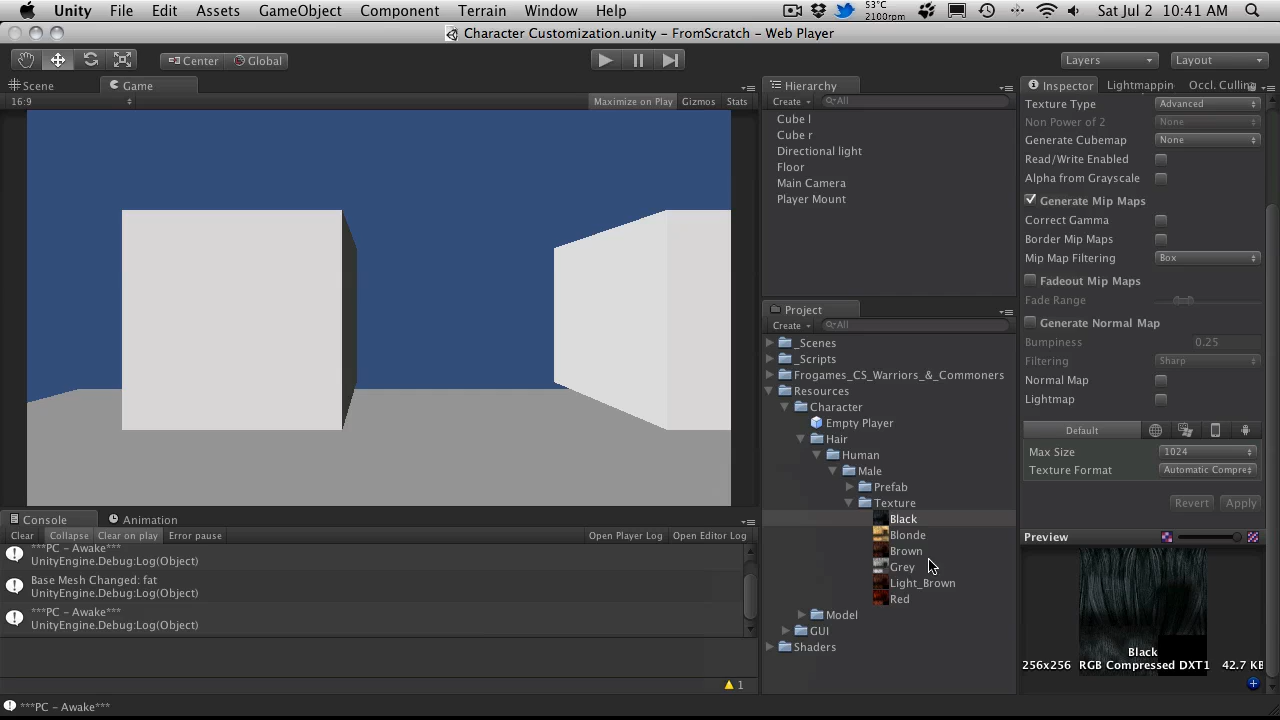 Unity File Edit Assets GameObject Component Terrain Window Help 53°C 2100rpm Sat Jul 2 10:41 AM
Character Customization.unity – FromScratch – Web Player
Center Global Layers Layout
Scene Game
16:9 Maximize on Play Gizmos Stats
Hierarchy
Create All
Cube l
Cube r
Directional light
Floor
Main Camera
Player Mount
Project
Create All
_Scenes
_Scripts
Frogames_CS_Warriors_&_Commoners
Resources
Character
Empty Player
Hair
Human
Male
Prefab
Texture
Black
Blonde
Brown
Grey
Light_Brown
Red
Model
GUI
Shaders
Inspector Lightmappin Occl. Culling
Texture Type Advanced
Non Power of 2 None
Generate Cubemap None
Read/Write Enabled
Alpha from Grayscale
Generate Mip Maps
Correct Gamma
Border Mip Maps
Mip Map Filtering Box
Fadeout Mip Maps
Fade Range
Generate Normal Map
Bumpiness 0.25
Filtering Sharp
Normal Map
Lightmap
Default
Max Size 1024
Texture Format Automatic Compre
Revert Apply
Preview
Black
256x256 RGB Compressed DXT1 42.7 KB
Console Animation
Clear Collapse Clear on play Error pause Open Player Log Open Editor Log
***PC – Awake***
UnityEngine.Debug:Log(Object)
Base Mesh Changed: fat
UnityEngine.Debug:Log(Object)
***PC – Awake***
UnityEngine.Debug:Log(Object)
1
***PC – Awake***